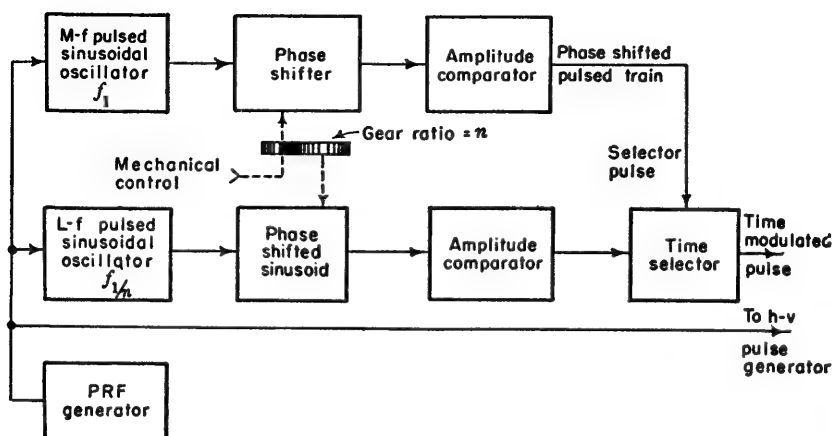 M-f pulsed
sinusoidal
oscillator
f1
Phase
shifter
Amplitude
comparator
Phase shifted
pulsed train
Gear ratio = n
Mechanical
control
Selector
pulse
L-f pulsed
sinusoidal
oscillator
f1/n
Phase
shifted
sinusoid
Amplitude
comparator
Time
selector
Time
modulated
pulse
To h-v
pulse
generator
PRF
generator